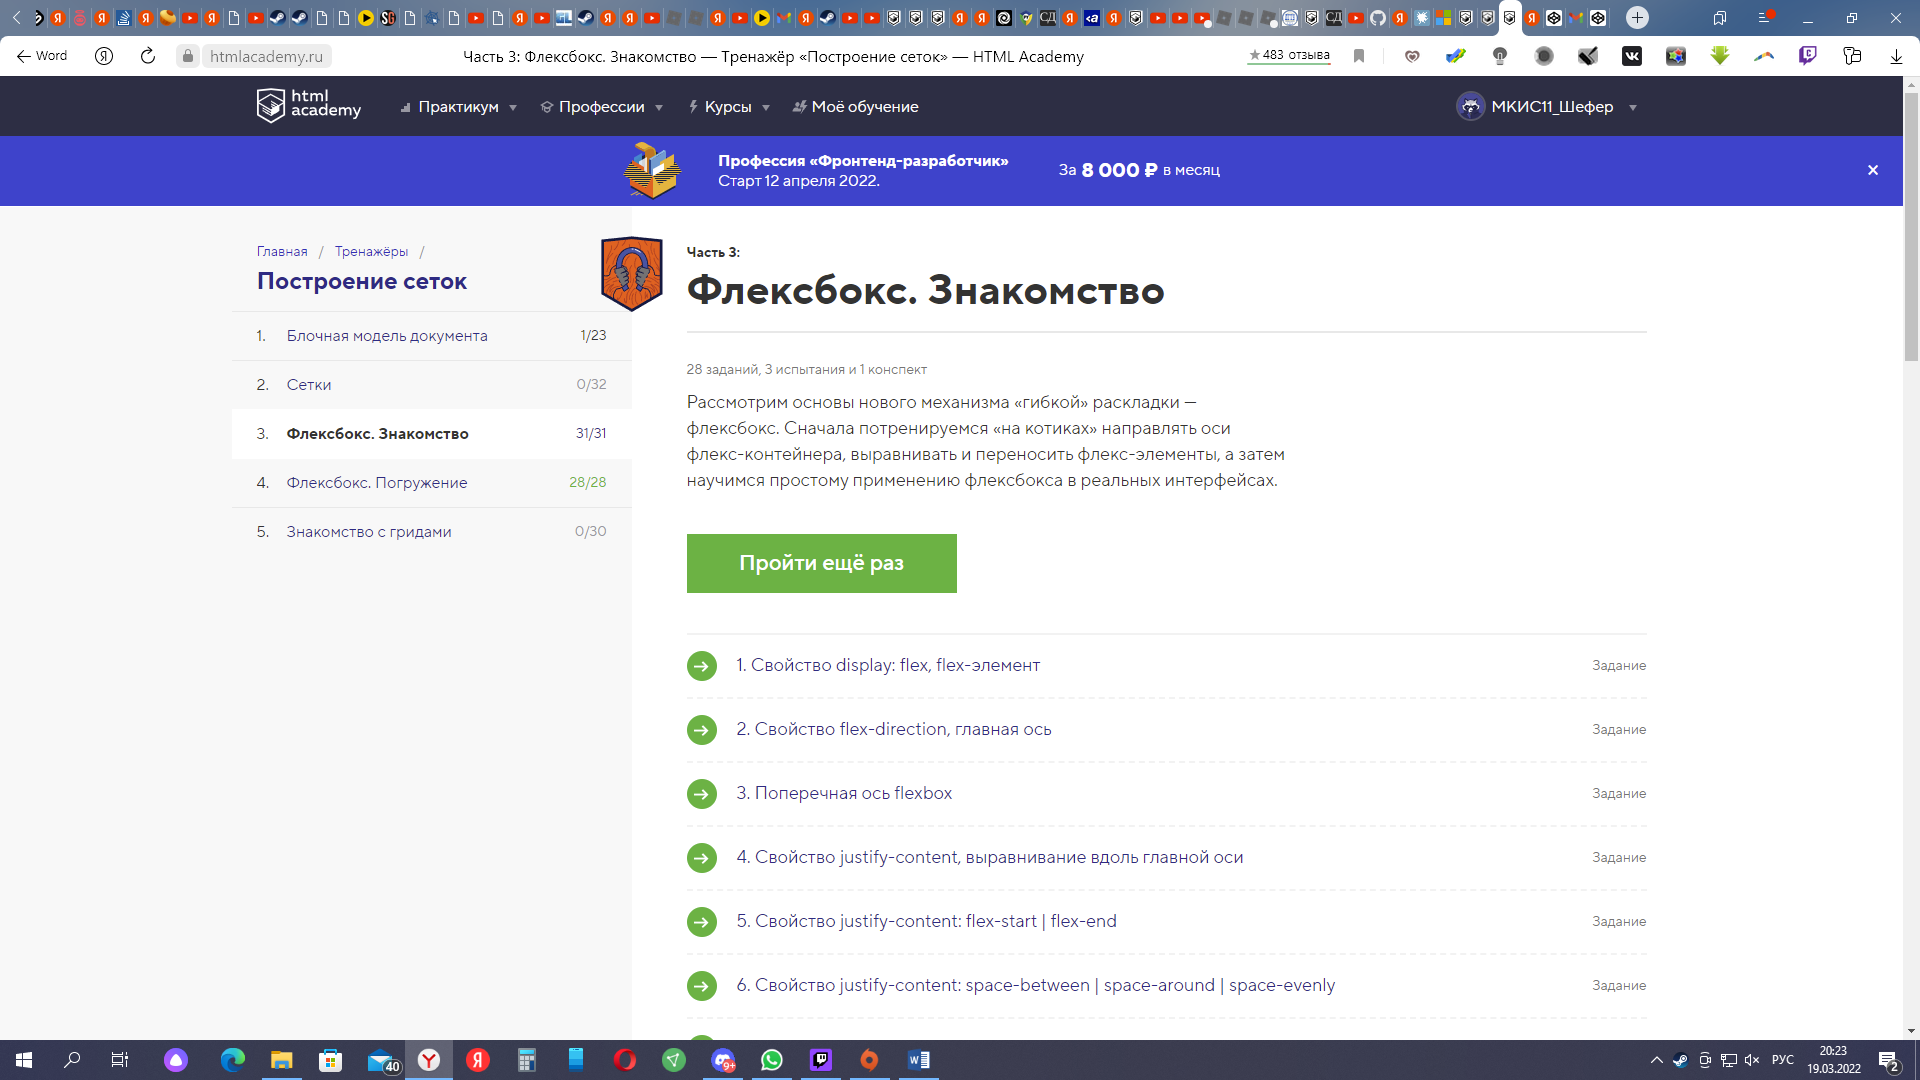 Word
htmlacademy.ru
Часть 3: Флексбокс. Знакомство — Тренажёр «Построение сеток» — HTML Academy
483 отзыва
html academy
Практикум
Профессии
Курсы
Моё обучение
МКИС11_Шефер
Профессия «Фронтенд-разработчик»
Старт 12 апреля 2022.
За 8 000 ₽ в месяц
Главная / Тренажёры /
Построение сеток
1. Блочная модель документа 1/23
2. Сетки 0/32
3. Флексбокс. Знакомство 31/31
4. Флексбокс. Погружение 28/28
5. Знакомство с гридами 0/30
Часть 3:
Флексбокс. Знакомство
28 заданий, 3 испытания и 1 конспект
Рассмотрим основы нового механизма «гибкой» раскладки —
флексбокс. Сначала потренируемся «на котиках» направлять оси
флекс-контейнера, выравнивать и переносить флекс-элементы, а затем
научимся простому применению флексбокса в реальных интерфейсах.
Пройти ещё раз
1. Свойство display: flex, flex-элемент Задание
2. Свойство flex-direction, главная ось Задание
3. Поперечная ось flexbox Задание
4. Свойство justify-content, выравнивание вдоль главной оси Задание
5. Свойство justify-content: flex-start | flex-end Задание
6. Свойство justify-content: space-between | space-around | space-evenly Задание
40
9+
РУС
20:23
19.03.2022
2